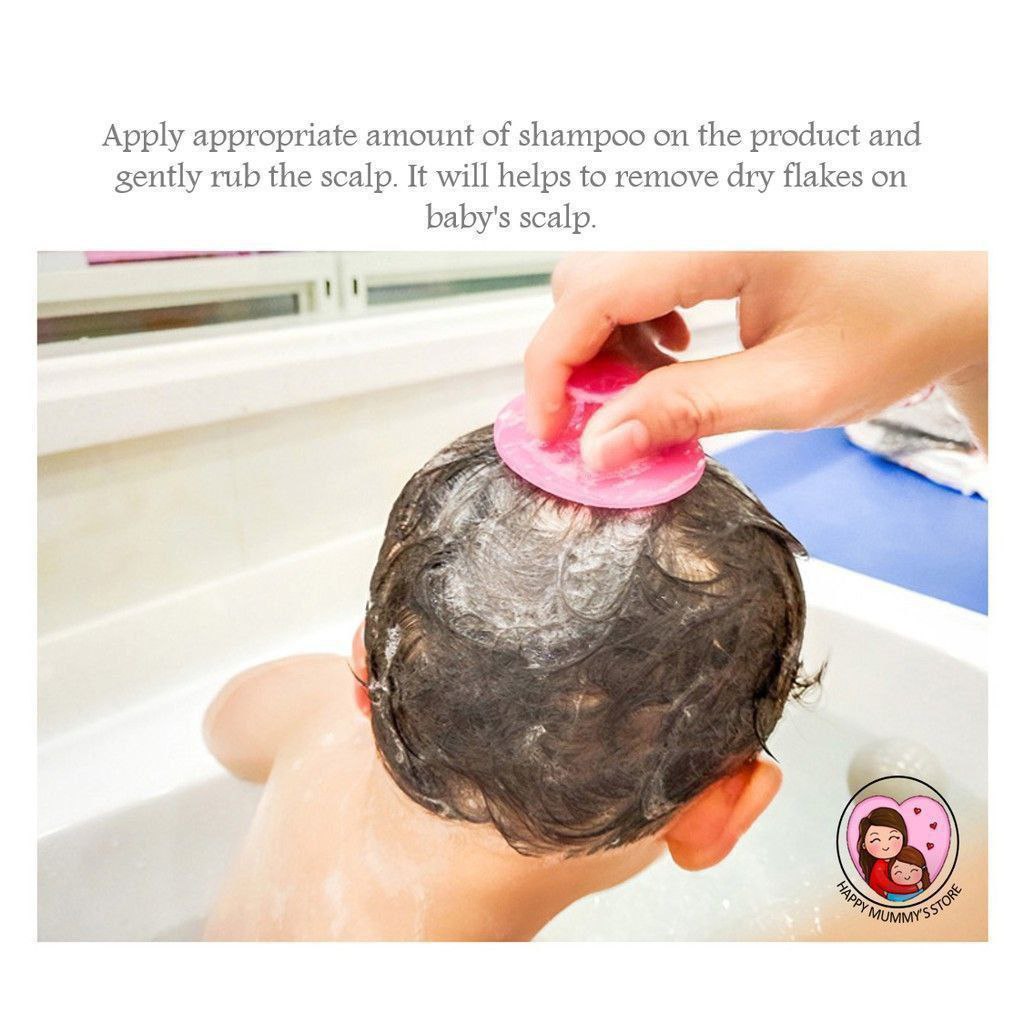 Apply appropriate amount of shampoo on the product and
gently rub the scalp. It will helps to remove dry flakes on
baby's scalp.
HAPPY MUMMY'S STORE